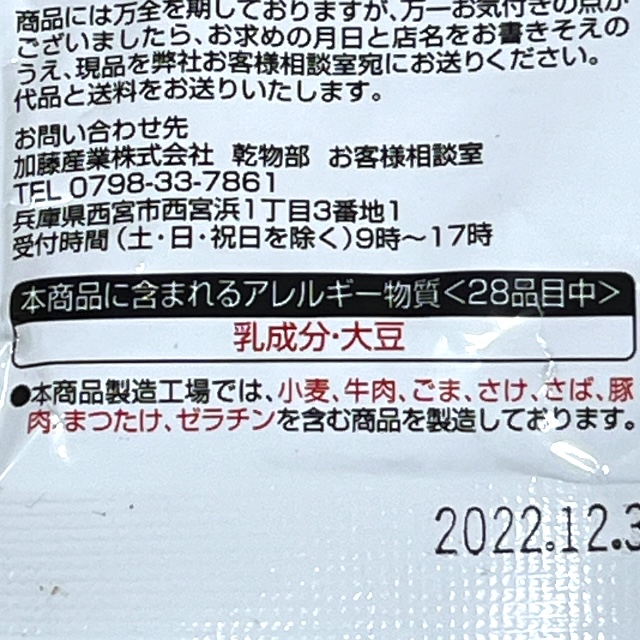 商品には万全を期しておりますが、万一お気付きの点が
ございましたら、お求めの月日と店名をお書きそえの
うえ、現品を弊社お客様相談室宛にお送りください。
代品と送料をお送りいたします。
お問い合わせ先
加藤産業株式会社 乾物部 お客様相談室
TEL 0798-33-7861
兵庫県西宮市西宮浜1丁目3番地1
受付時間(土・日・祝日を除く)9時〜17時
本商品に含まれるアレルギー物質<28品目中>
乳成分・大豆
●本商品製造工場では、小麦、牛肉、ごま、さけ、さば、豚
肉、まつたけ、ゼラチンを含む商品を製造しております。
2022.12.3